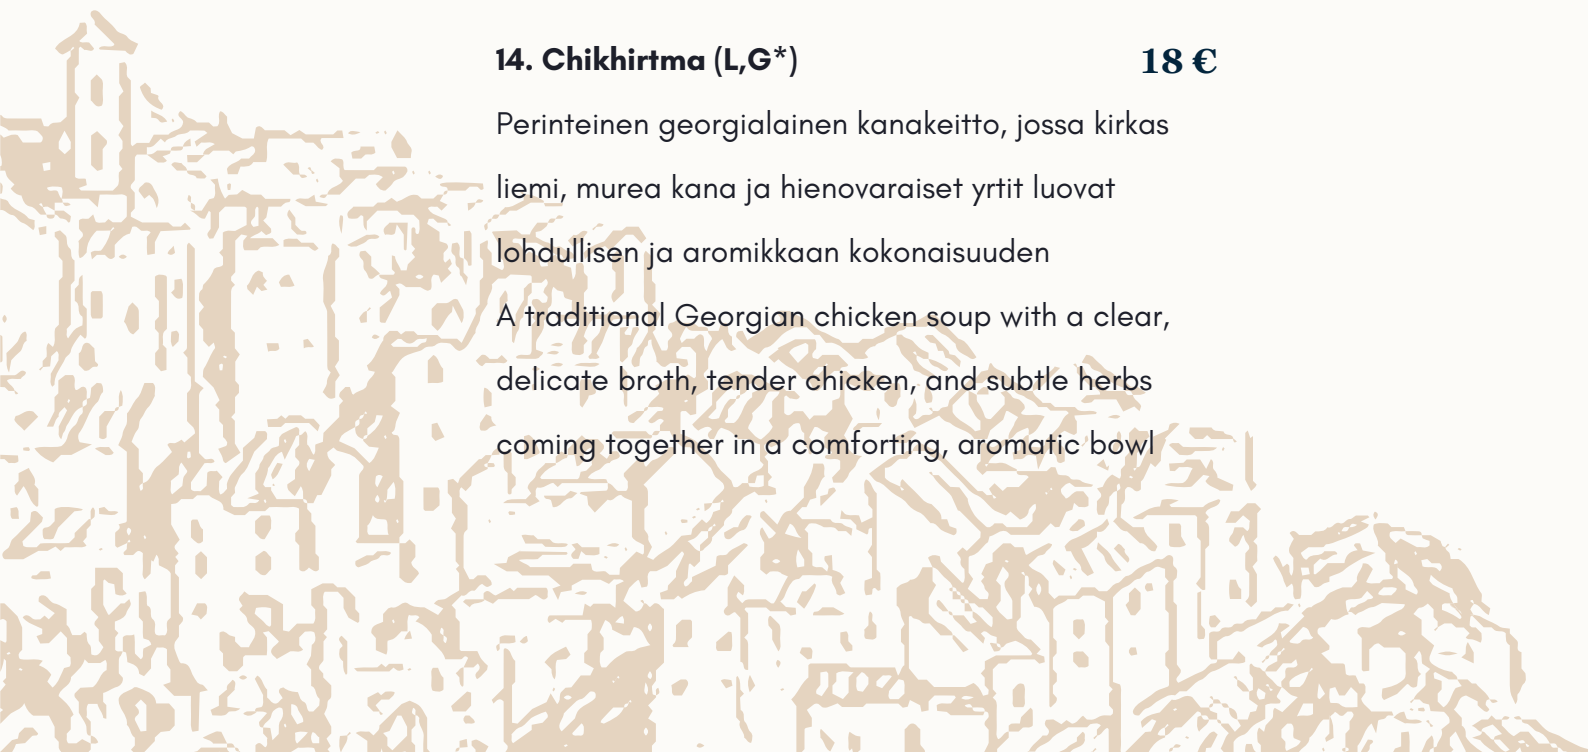 14. Chikhirtma (L,G*) 18 €
Perinteinen georgialainen kanakeitto, jossa kirkas
liemi, murea kana ja hienovaraiset yrtit luovat
lohdullisen ja aromikkaan kokonaisuuden
A traditional Georgian chicken soup with a clear,
delicate broth, tender chicken, and subtle herbs
coming together in a comforting, aromatic bowl